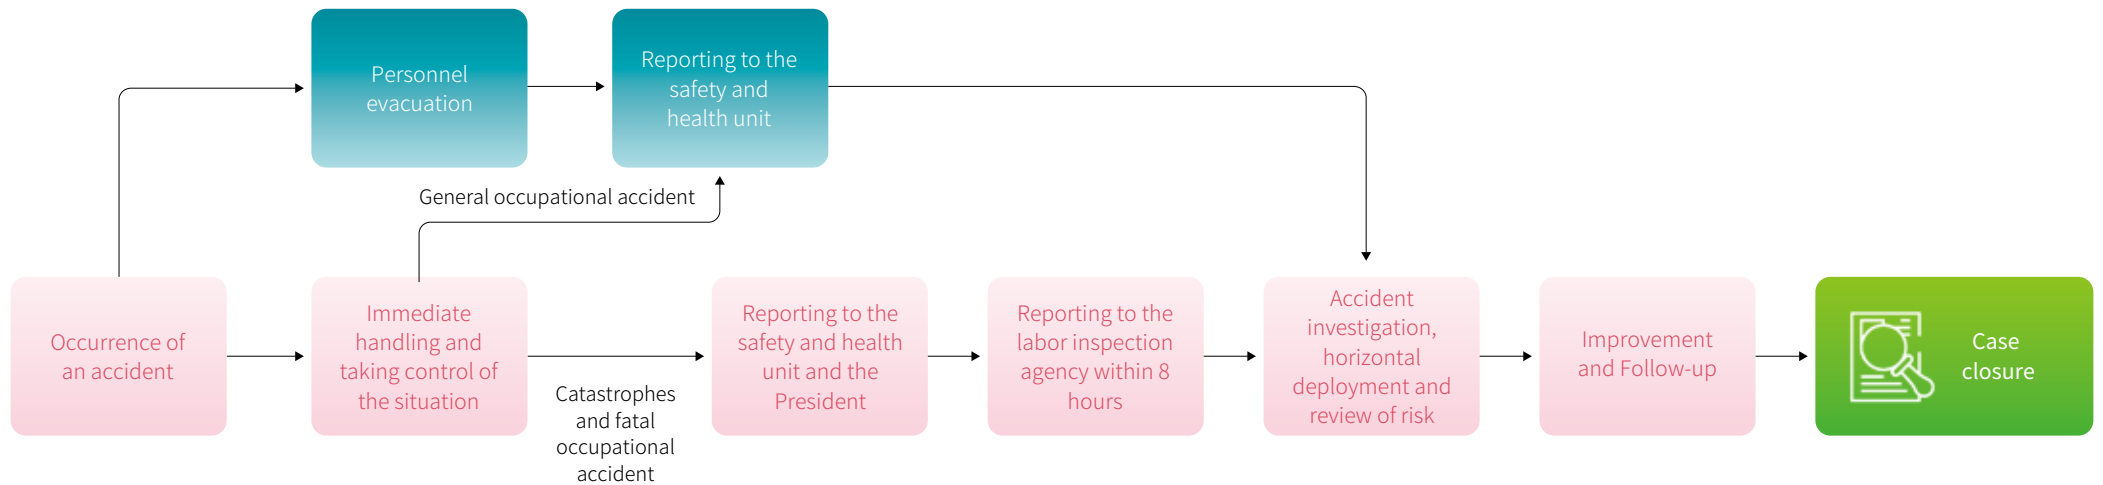 Personnel
evacuation
Reporting to the
safety and
health unit
General occupational accident
Occurrence of
an accident
Immediate
handling and
taking control of
the situation
Catastrophes
and fatal
occupational
accident
Reporting to the
safety and health
unit and the
President
Reporting to the
labor inspection
agency within 8
hours
Accident
investigation,
horizontal
deployment and
review of risk
Improvement
and Follow-up
Case
closure